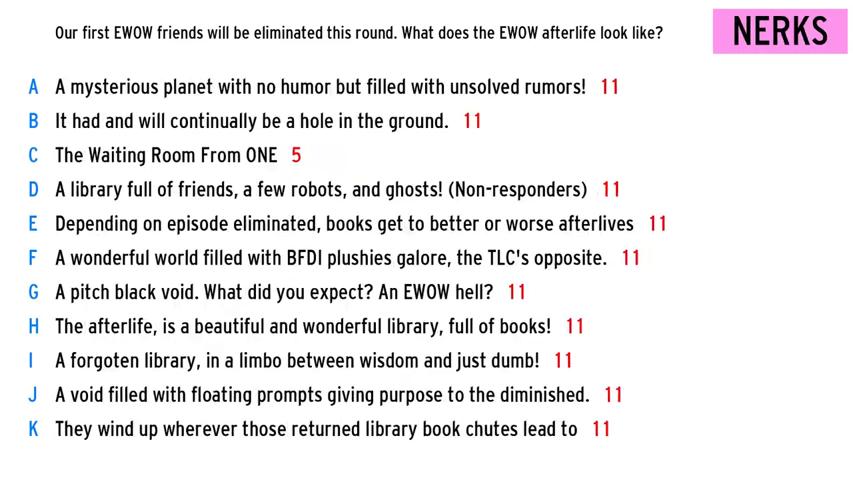 Our first EWOW friends will be eliminated this round. What does the EWOW afterlife look like?
NERKS
A A mysterious planet with no humor but filled with unsolved rumors! 11
B It had and will continually be a hole in the ground. 11
C The Waiting Room From ONE 5
D A library full of friends, a few robots, and ghosts! (Non-responders) 11
E Depending on episode eliminated, books get to better or worse afterlives 11
F A wonderful world filled with BFDI plushies galore, the TLC's opposite. 11
G A pitch black void. What did you expect? An EWOW hell? 11
H The afterlife, is a beautiful and wonderful library, full of books! 11
I A forgoten library, in a limbo between wisdom and just dumb! 11
J A void filled with floating prompts giving purpose to the diminished. 11
K They wind up wherever those returned library book chutes lead to 11